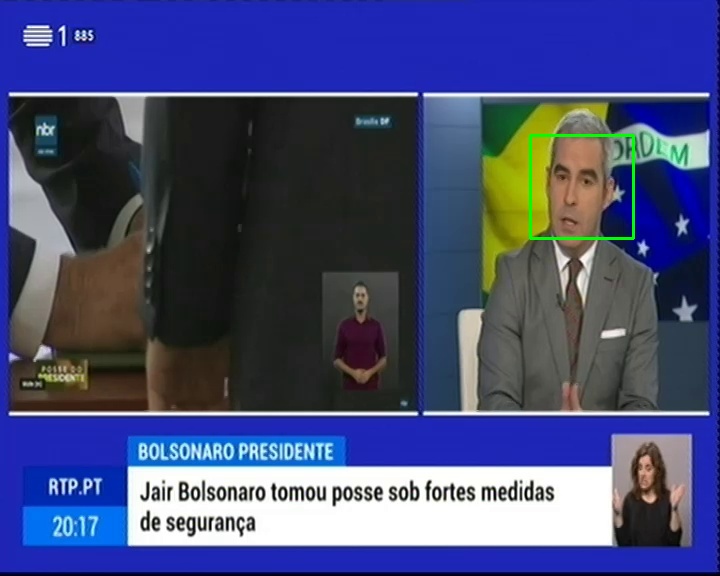 1 885
nbr
Brasília DF
ORDEM
POSSE DO
PRESIDENTE
BOLSONARO PRESIDENTE
RTP.PT
Jair Bolsonaro tomou posse sob fortes medidas
de segurança
20:17